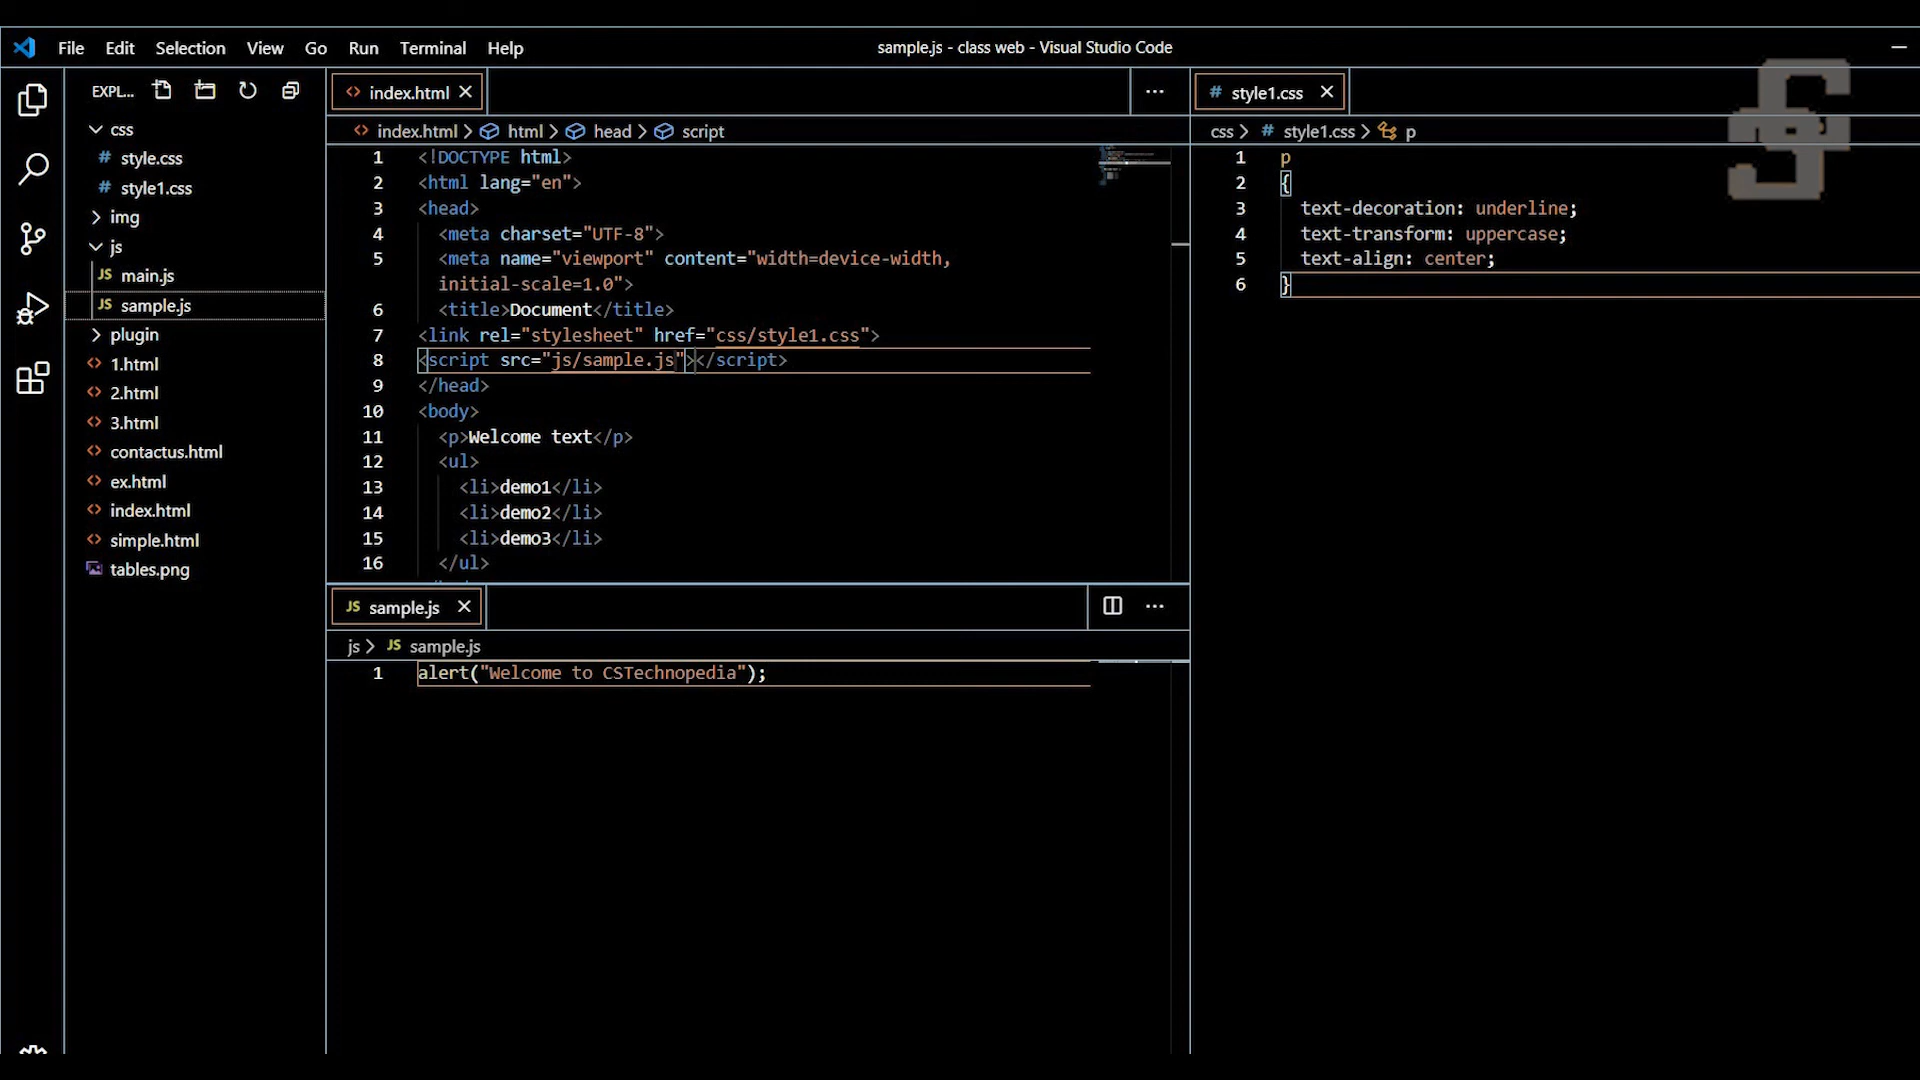 File Edit Selection View Go Run Terminal Help
sample.js - class web - Visual Studio Code
EXPL...
css
# style.css
# style1.css
img
js
JS main.js
JS sample.js
plugin
<> 1.html
<> 2.html
<> 3.html
<> contactus.html
<> ex.html
<> index.html
<> simple.html
tables.png
<> index.html
<> index.html > html > head > script
1 <!DOCTYPE html>
2 <html lang="en">
3 <head>
4 <meta charset="UTF-8">
5 <meta name="viewport" content="width=device-width,
initial-scale=1.0">
6 <title>Document</title>
7 <link rel="stylesheet" href="css/style1.css">
8 <script src="js/sample.js"></script>
9 </head>
10 <body>
11 <p>Welcome text</p>
12 <ul>
13 <li>demo1</li>
14 <li>demo2</li>
15 <li>demo3</li>
16 </ul>
JS sample.js
js > JS sample.js
1 alert("Welcome to CSTechnopedia");
# style1.css
css > # style1.css > p
1 p
2 {
3 text-decoration: underline;
4 text-transform: uppercase;
5 text-align: center;
6 }